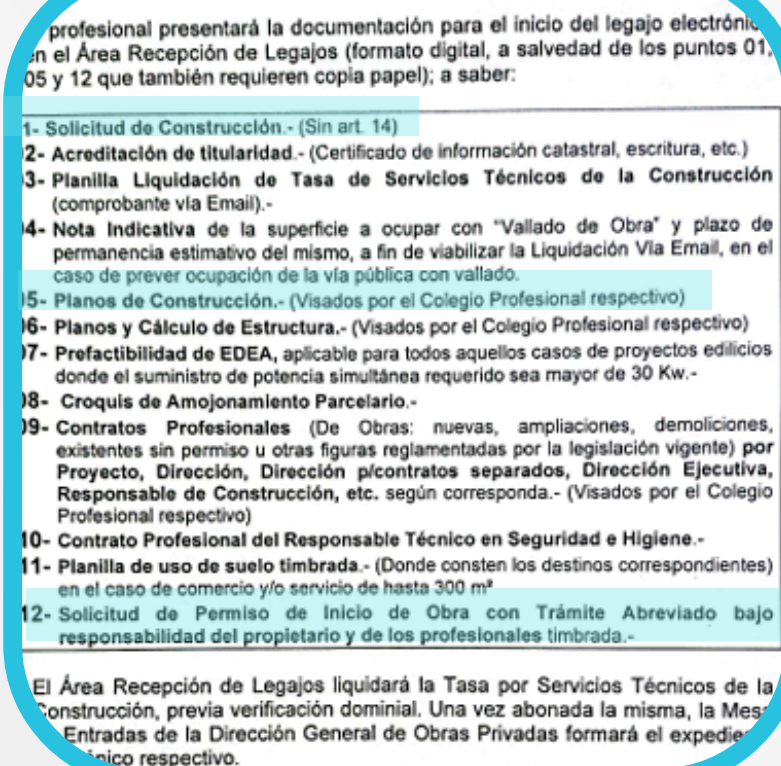 profesional presentará la documentación para el inicio del legajo
en el Área Recepción de Legajos (formato digital, a salvedad de los puntos 01,
05 y 12 que también requieren copia papel); a saber:
1- Solicitud de Construcción.- (Sin art. 14)
02- Acreditación de titularidad.- (Certificado de información catastral, escritura, etc.)
03- Planilla Liquidación de Tasa de Servicios Técnicos de la Construcción
(comprobante vía Email).-
04- Nota Indicativa de la superficie a ocupar con "Vallado de Obra" y plazo de
permanencia estimativo del mismo, a fin de viabilizar la Liquidación Vía Email, en el
caso de prever ocupación de la vía pública con vallado.
05- Planos de Construcción.- (Visados por el Colegio Profesional respectivo)
06- Planos y Cálculo de Estructura.- (Visados por el Colegio Profesional respectivo)
07- Prefactibilidad de EDEA, aplicable para todos aquellos casos de proyectos edilicios
donde el suministro de potencia simultánea requerido sea mayor de 30 Kw.-
08- Croquis de Amojonamiento Parcelario.-
09- Contratos Profesionales (De Obras: nuevas, ampliaciones, demoliciones,
existentes sin permiso u otras figuras reglamentadas por la legislación vigente) por
Proyecto, Dirección, Dirección p/contratos separados, Dirección Ejecutiva,
Responsable de Construcción, etc. según corresponda.- (Visados por el Colegio
Profesional respectivo)
10- Contrato Profesional del Responsable Técnico en Seguridad e Higiene.-
11- Planilla de uso de suelo timbrada.- (Donde consten los destinos correspondientes)
en el caso de comercio y/o servicio de hasta 300 m²
12- Solicitud de Permiso de Inicio de Obra con Trámite Abreviado bajo
responsabilidad del propietario y de los profesionales timbrada.-
El Área Recepción de Legajos liquidará la Tasa por Servicios Técnicos de la
Construcción, previa verificación dominial. Una vez abonada la misma, la
Entradas de la Dirección General de Obras Privadas formará el
respectivo.